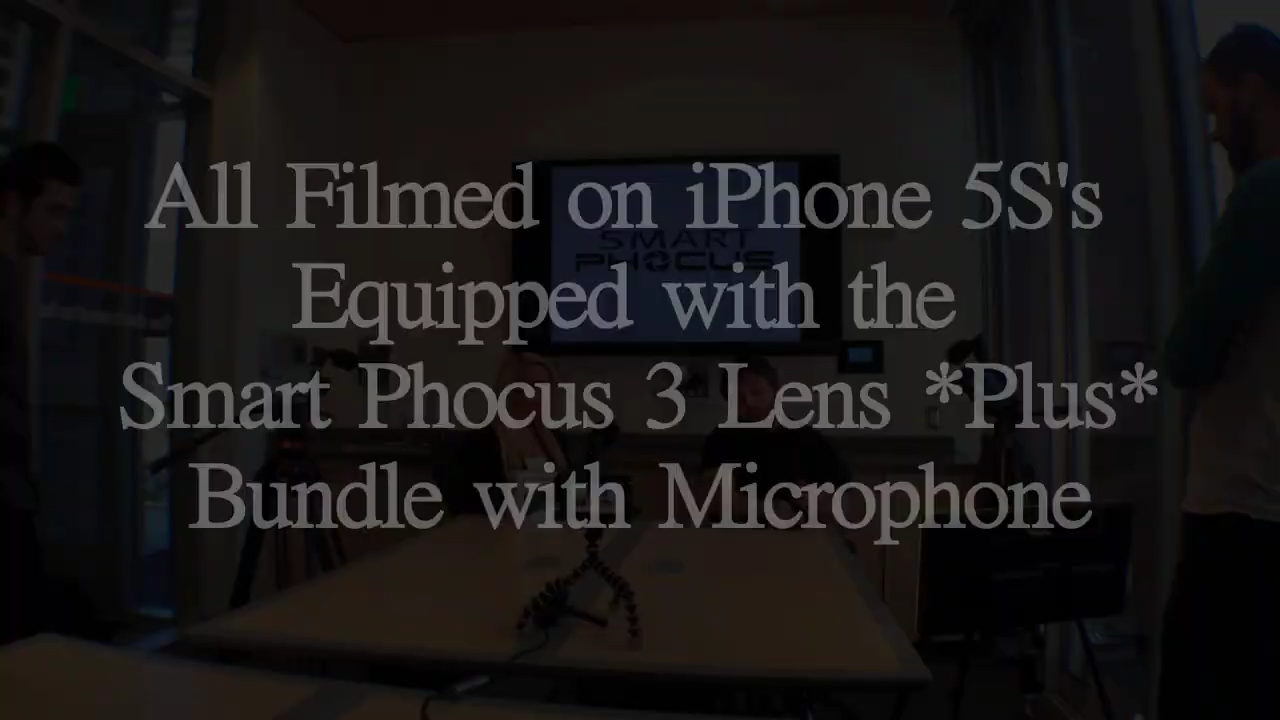 All Filmed on iPhone 5S's
Equipped with the
Smart Phocus 3 Lens *Plus*
Bundle with Microphone
SMART
PHOCUS